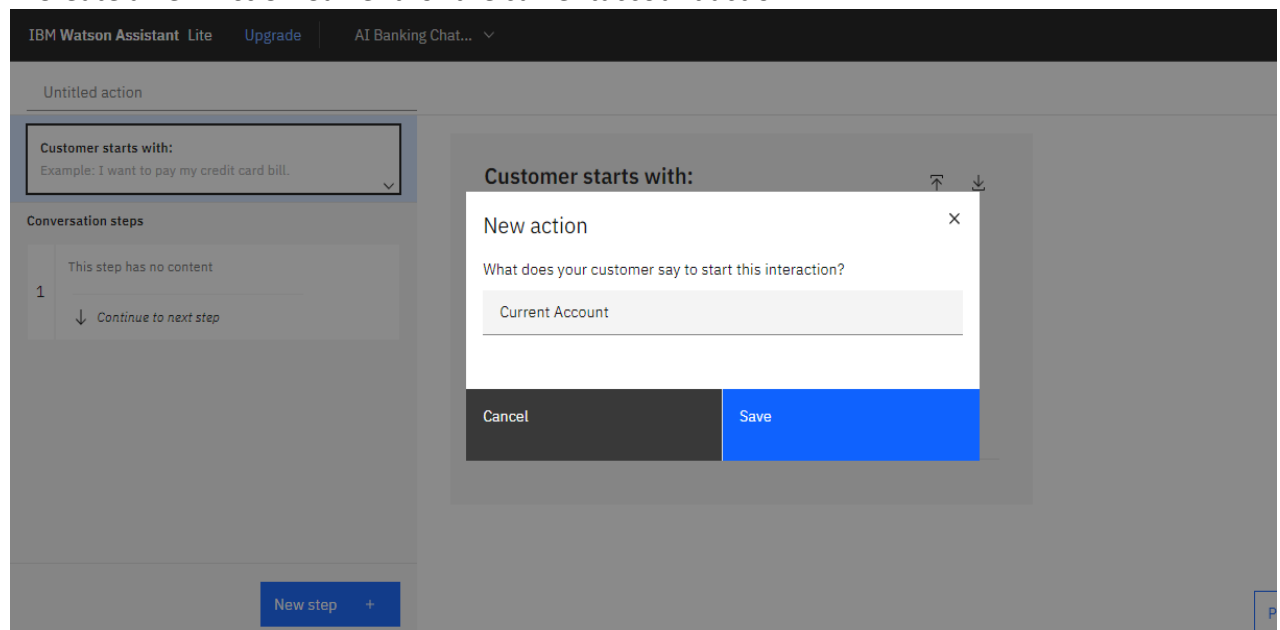 IBM Watson Assistant Lite Upgrade AI Banking Chat...
Untitled action
Customer starts with:
Example: I want to pay my credit card bill.
Conversation steps
1
This step has no content
Continue to next step
New step +
Customer starts with:
New action
What does your customer say to start this interaction?
Current Account
Cancel
Save
P